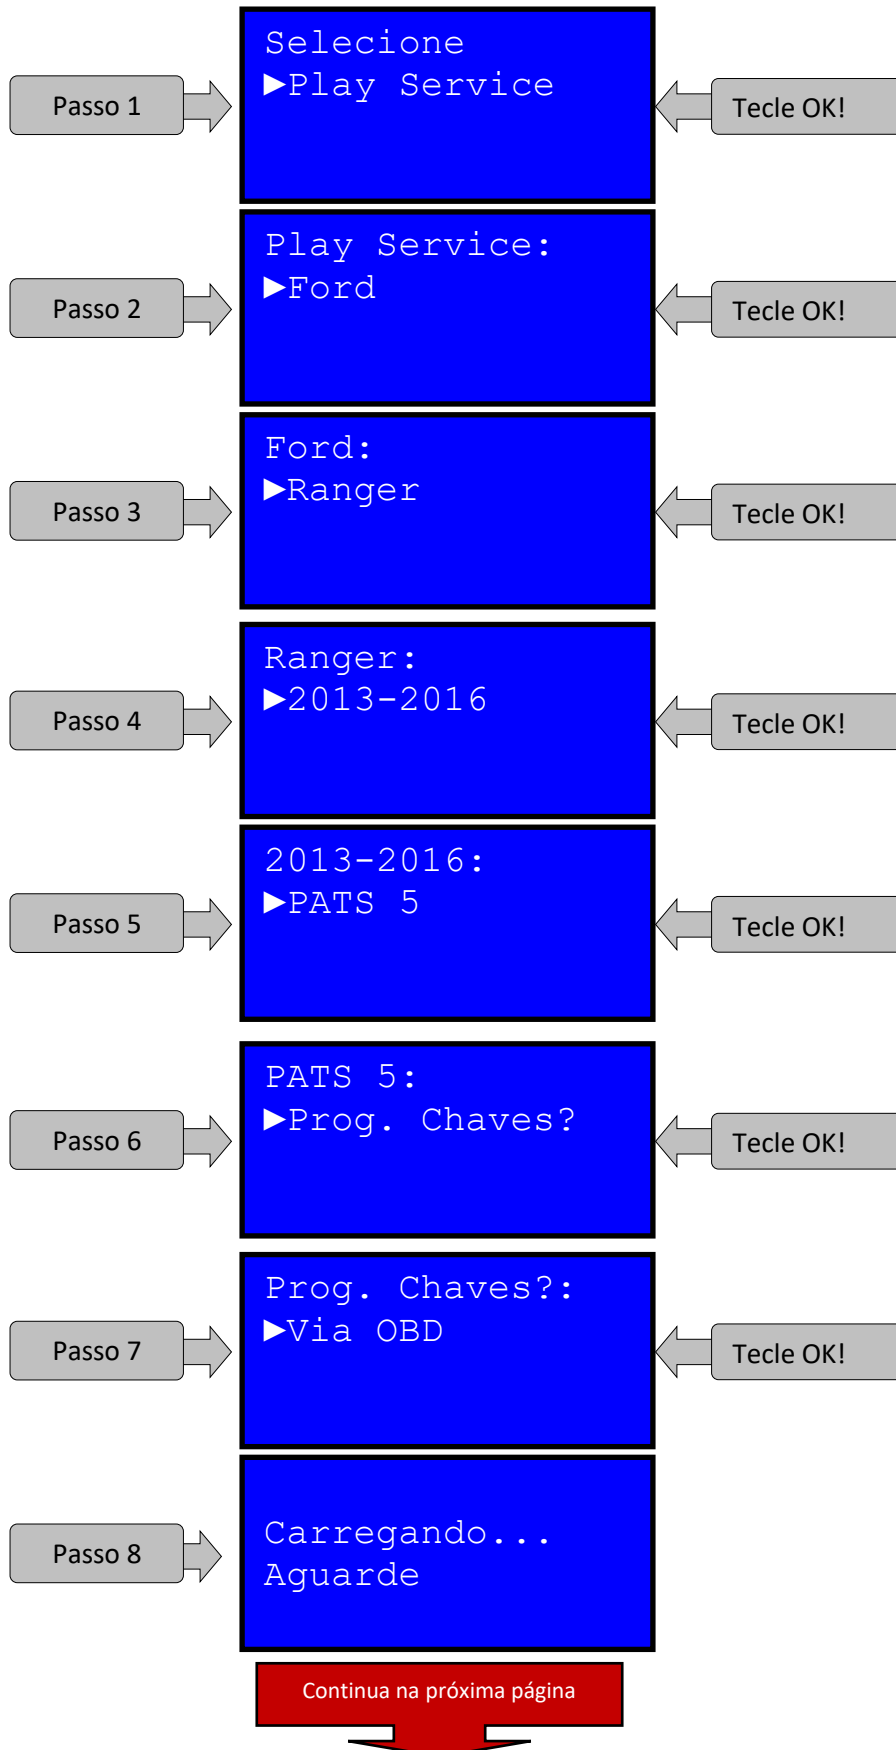 Selecione
►Play Service
Passo 1
Tecle OK!
Play Service:
►Ford
Passo 2
Tecle OK!
Ford:
►Ranger
Passo 3
Tecle OK!
Ranger:
►2013-2016
Passo 4
Tecle OK!
2013-2016:
►PATS 5
Passo 5
Tecle OK!
PATS 5:
►Prog. Chaves?
Passo 6
Tecle OK!
Prog. Chaves?:
►Via OBD
Passo 7
Tecle OK!
Carregando...
Aguarde
Passo 8
Continua na próxima página